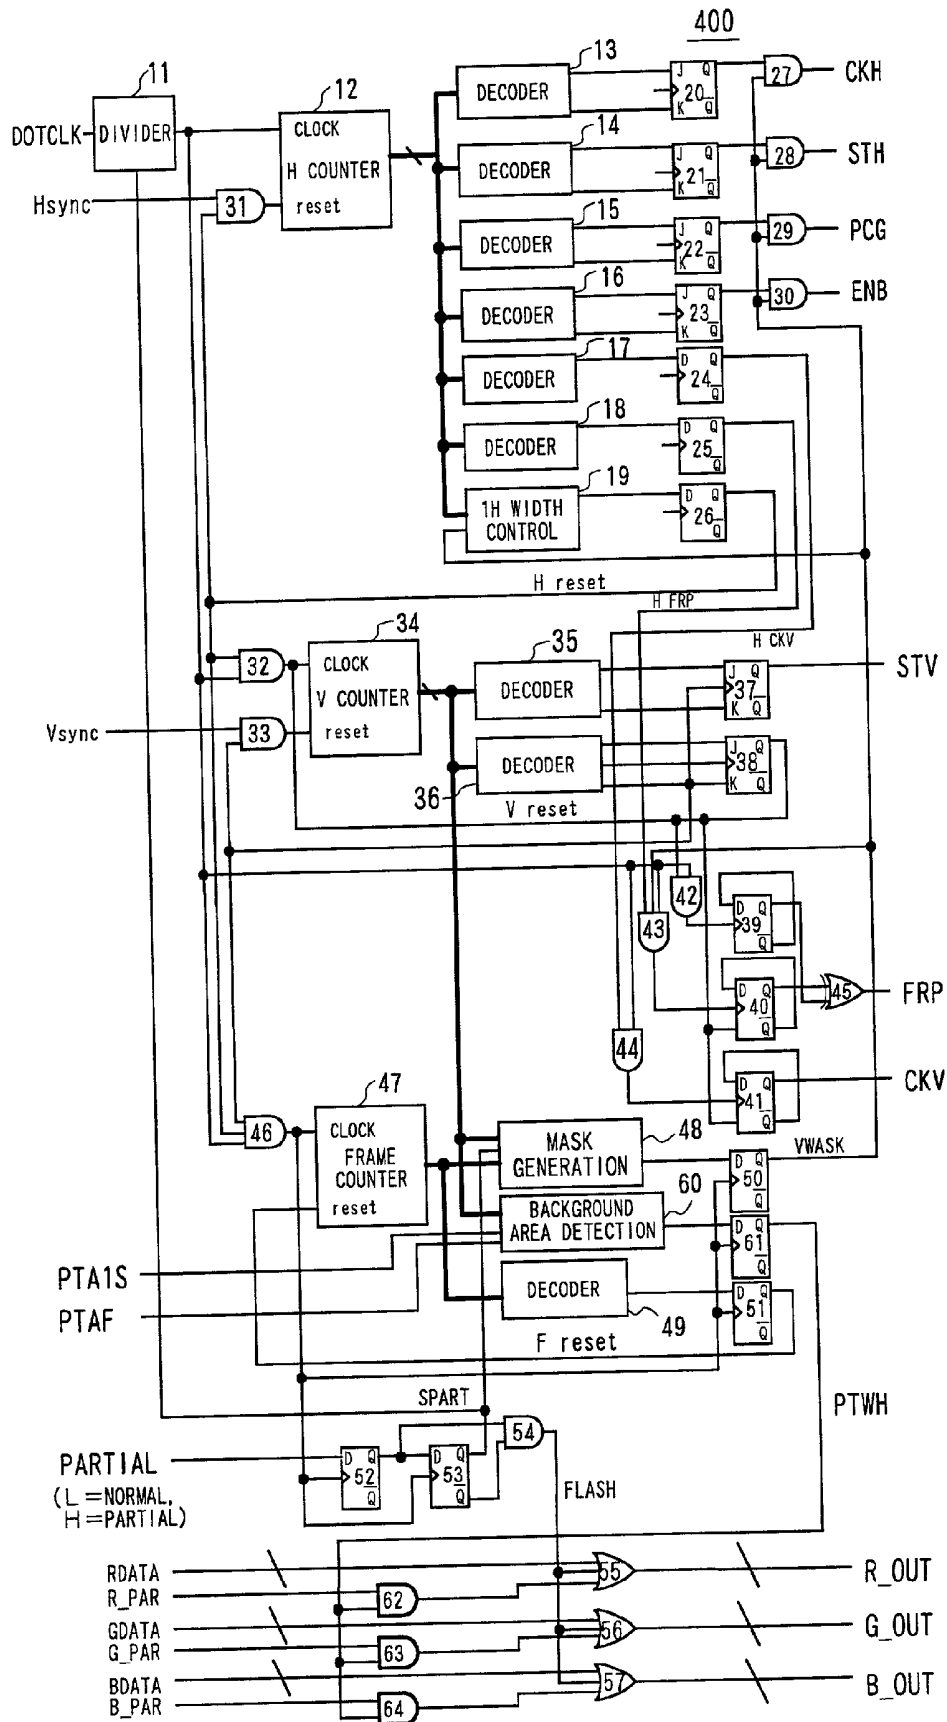 400
11
DOTCLK
DIVIDER
12
CLOCK
H COUNTER
reset
Hsync
31
13
DECODER
J Q
20
K Q
27
CKH
14
DECODER
J Q
21
K Q
28
STH
15
DECODER
J Q
22
K Q
29
PCG
16
DECODER
J Q
23
K Q
30
ENB
17
DECODER
D Q
24
Q
18
DECODER
D Q
25
Q
19
1H WIDTH
CONTROL
D Q
26
Q
H reset
H FRP
H CKV
34
32
CLOCK
V COUNTER
reset
Vsync
33
35
DECODER
J Q
37
K Q
STV
DECODER
36
J Q
38
K Q
V reset
42
43
D Q
39
Q
D Q
40
Q
45
FRP
44
D Q
41
Q
CKV
47
46
CLOCK
FRAME
COUNTER
reset
MASK
GENERATION
48
VWASK
D Q
50
Q
BACKGROUND
AREA DETECTION
60
D Q
61
Q
PTA1S
PTAF
DECODER
49
D Q
51
Q
F reset
SPART
PTWH
PARTIAL
(L=NORMAL,
H=PARTIAL)
D Q
52
Q
D Q
53
Q
54
FLASH
RDATA
R_PAR
62
55
R_OUT
GDATA
G_PAR
63
56
G_OUT
BDATA
B_PAR
64
57
B_OUT